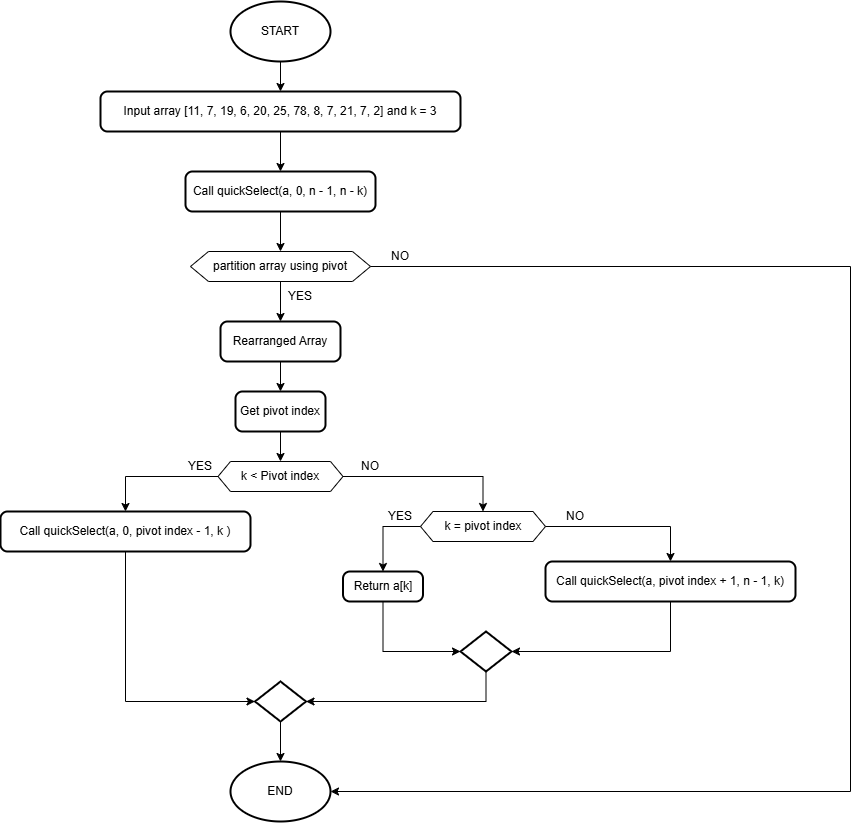 START
Input array [11, 7, 19, 6, 20, 25, 78, 8, 7, 21, 7, 2] and k = 3
Call quickSelect(a, 0, n - 1, n - k)
partition array using pivot
NO
YES
Rearranged Array
Get pivot index
YES
k < Pivot index
NO
Call quickSelect(a, 0, pivot index - 1, k )
YES
k = pivot index
NO
Return a[k]
Call quickSelect(a, pivot index + 1, n - 1, k)
END